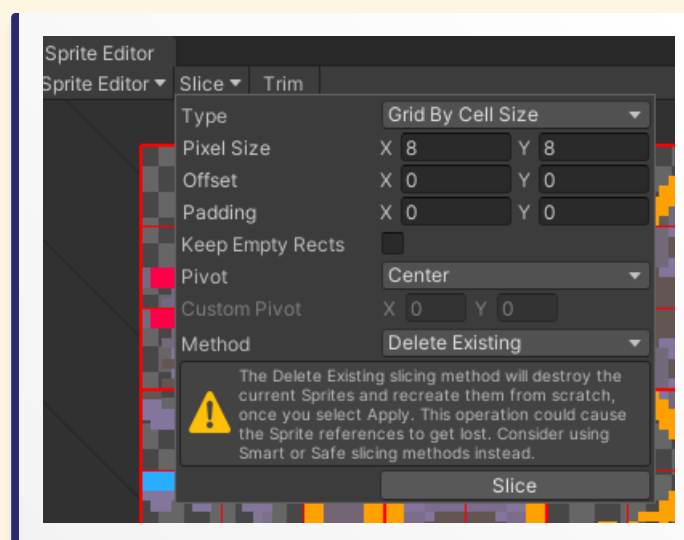 Sprite Editor
Sprite Editor Slice Trim
Type Grid By Cell Size
Pixel Size X 8 Y 8
Offset X 0 Y 0
Padding X 0 Y 0
Keep Empty Rects
Pivot Center
Custom Pivot X 0 Y 0
Method Delete Existing
The Delete Existing slicing method will destroy the
current Sprites and recreate them from scratch,
once you select Apply. This operation could cause
the Sprite references to get lost. Consider using
Smart or Safe slicing methods instead.
Slice